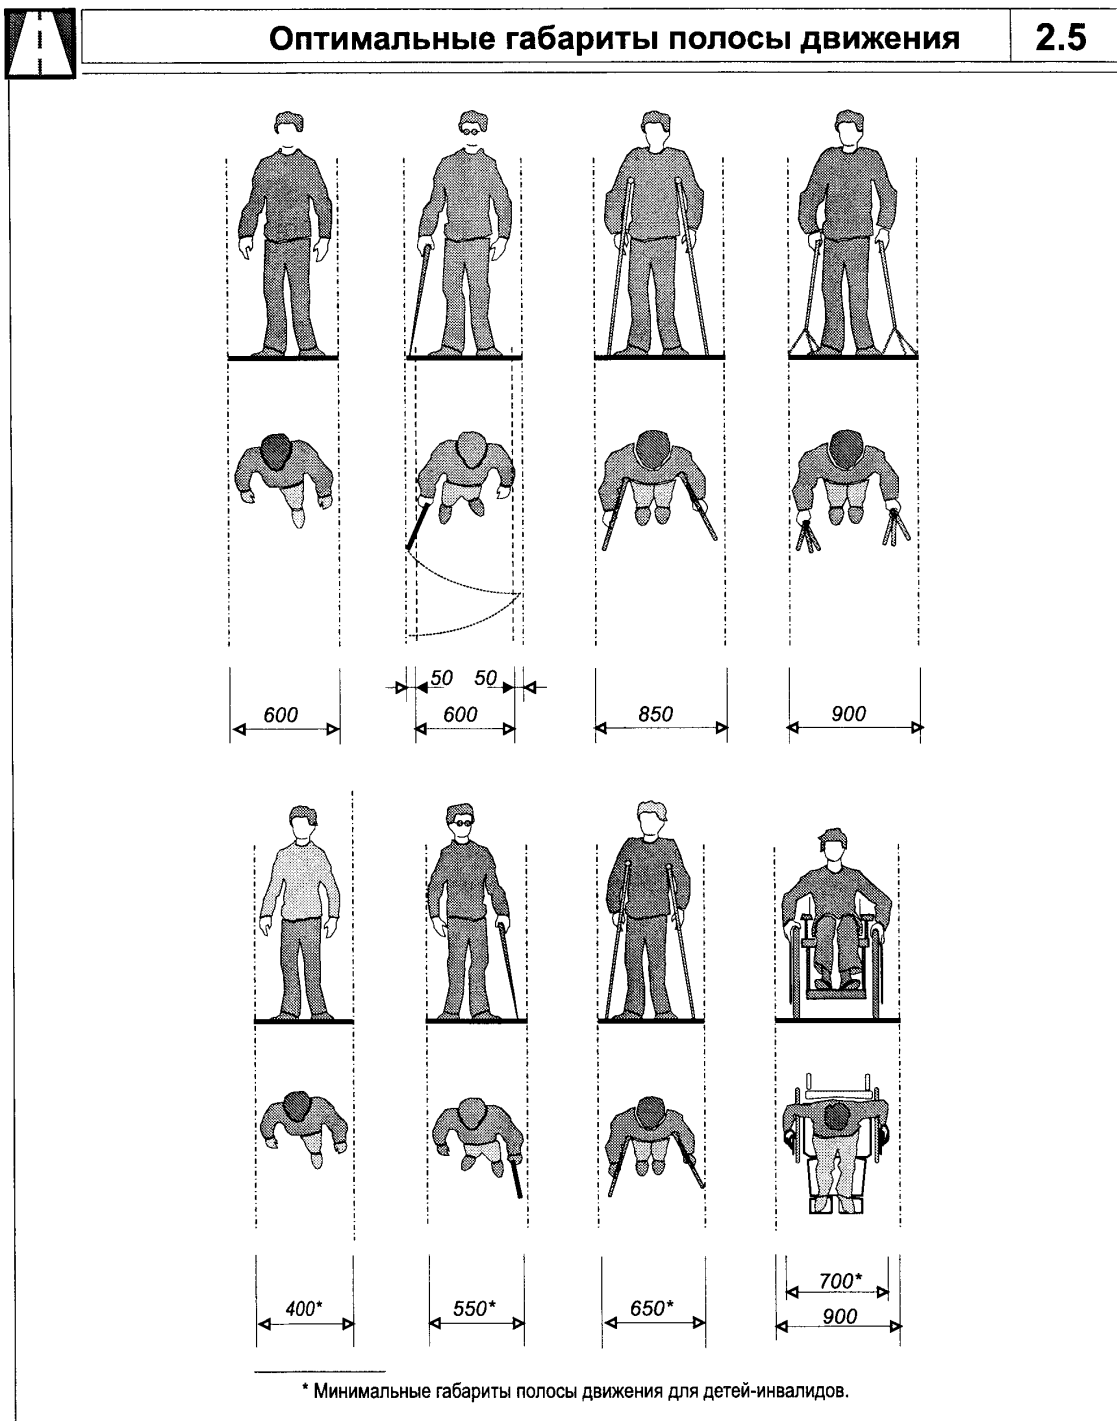 Оптимальные габариты полосы движения 2.5
50 50
600 600 850 900
700*
400* 550* 650* 900
* Минимальные габариты полосы движения для детей-инвалидов.